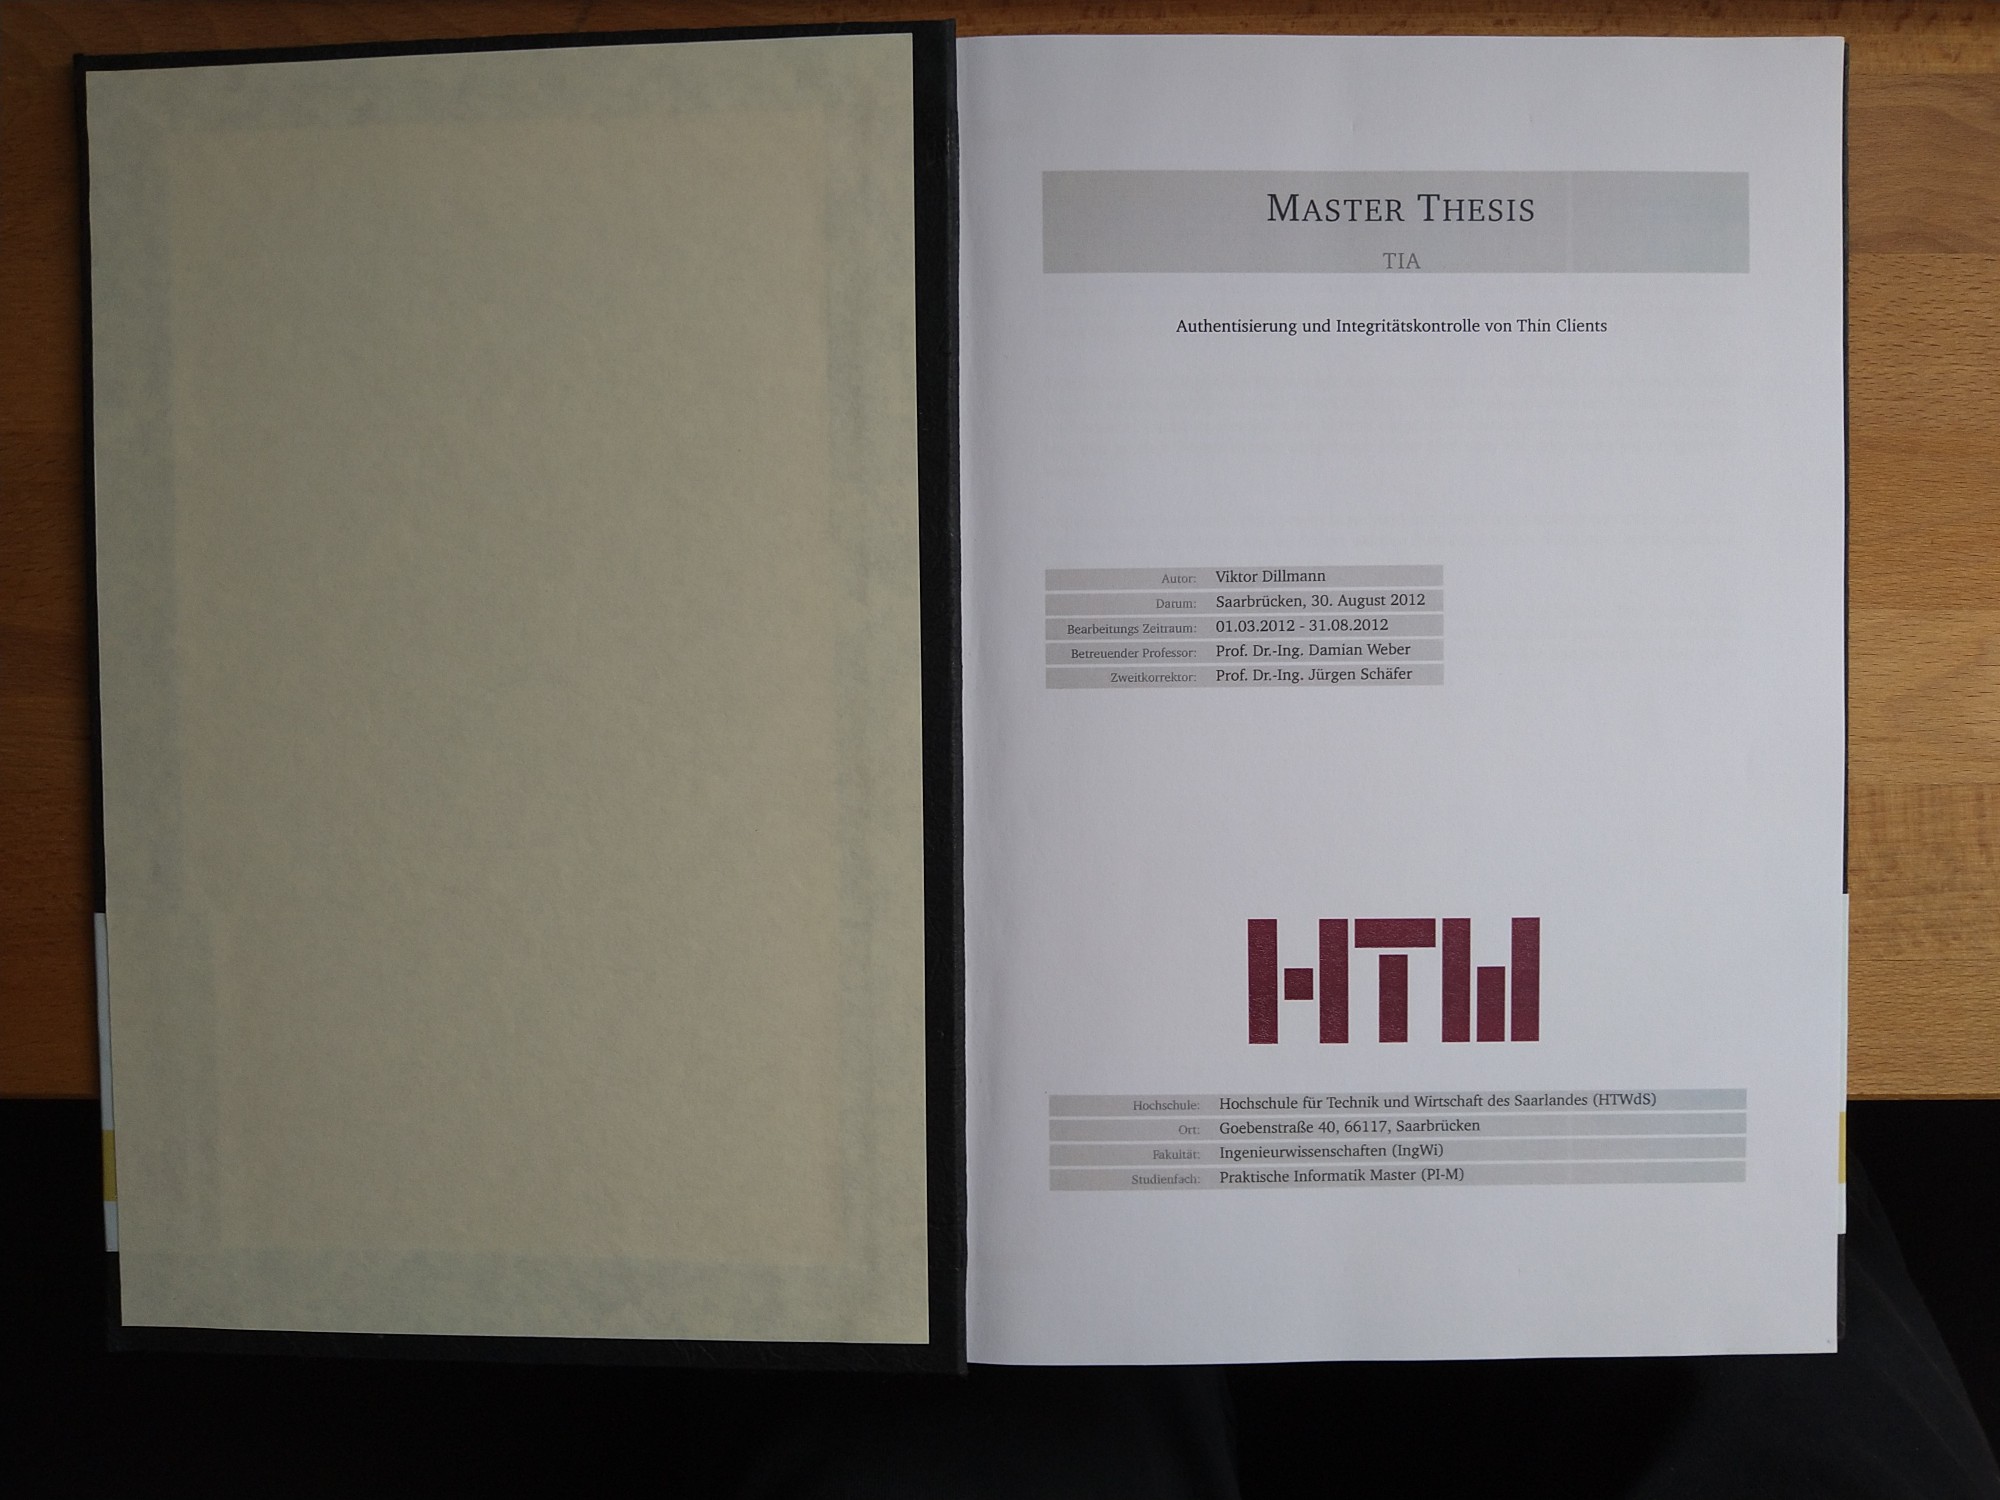 MASTER THESIS
TIA
Authentisierung und Integritätskontrolle von Thin Clients
Autor: Viktor Dillmann
Datum: Saarbrücken, 30. August 2012
Bearbeitungs Zeitraum: 01.03.2012 - 31.08.2012
Betreuender Professor: Prof. Dr.-Ing. Damian Weber
Zweitkorrektor: Prof. Dr.-Ing. Jürgen Schäfer
HTW
Hochschule: Hochschule für Technik und Wirtschaft des Saarlandes (HTWdS)
Ort: Goebenstraße 40, 66117, Saarbrücken
Fakultät: Ingenieurwissenschaften (IngWi)
Studienfach: Praktische Informatik Master (PI-M)